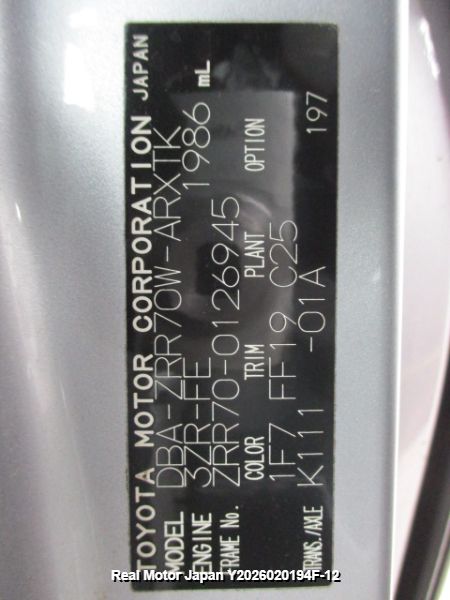 TOYOTA MOTOR CORPORATION JAPAN
MODEL DBA-ZRR70W-ARXTK
ENGINE 3ZR-FE 1986 mL
FRAME No. ZRR70-0126945
COLOR TRIM PLANT OPTION
1F7 FF19 C25
TRANS./AXLE K111 -01A 197
Real Motor Japan Y2026020194F-12